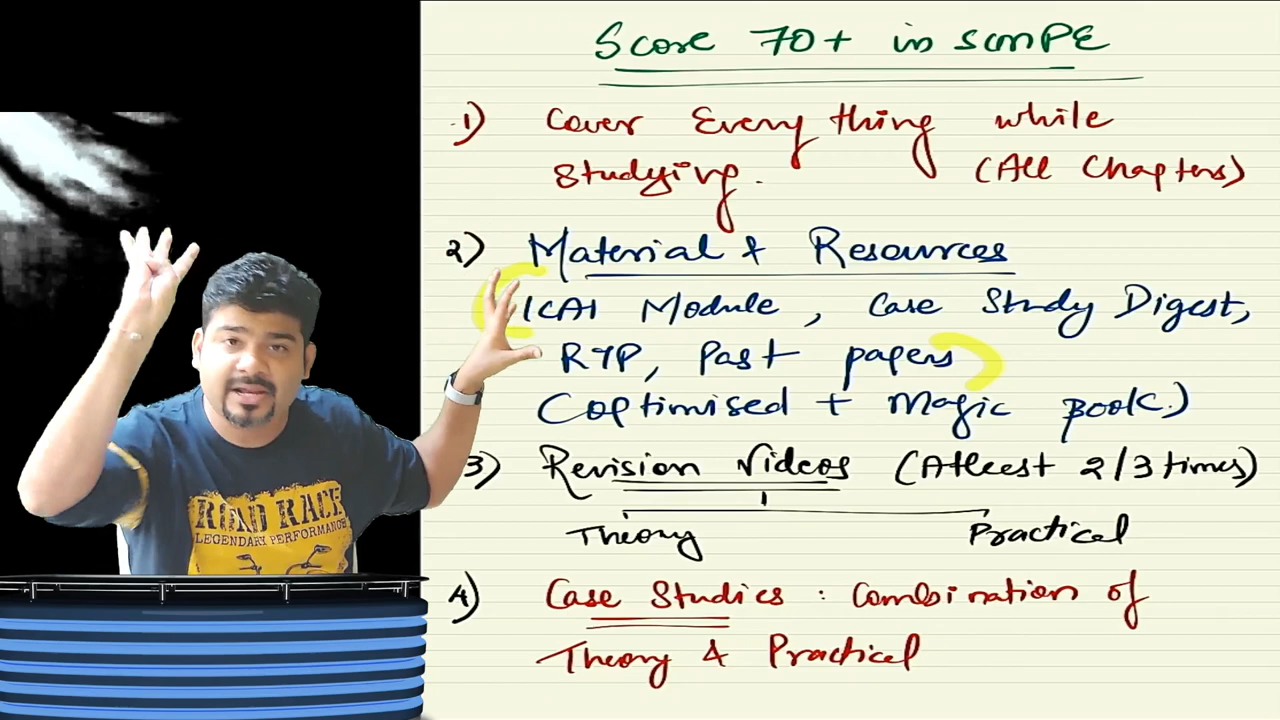 Score 70+ in SCMPE
1) Cover Everything while
studying. (All Chapters)
2) Material & Resources
(ICAI Module, Case Study Digest,
RTP, Past papers)
(Optimised + Magic Book.)
3) Revision Videos (Atleest 2/3 times)
Theory Practical
4) Case Studies : Combination of
Theory & Practical
ROAD RACE
LEGENDARY PERFORMANCE